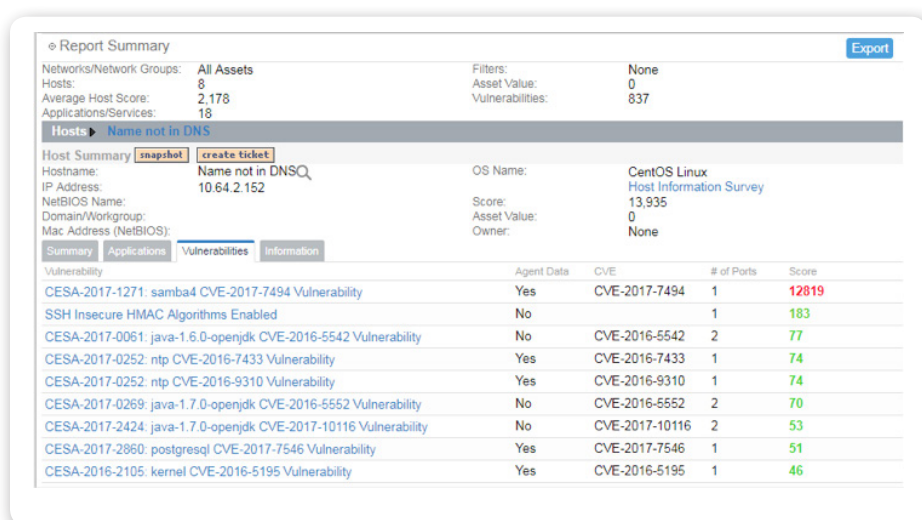 Report Summary
Export
Networks/Network Groups: All Assets Filters: None
Hosts: 8 Asset Value: 0
Average Host Score: 2,178 Vulnerabilities: 837
Applications/Services: 18
Hosts Name not in DNS
Host Summary snapshot create ticket
Hostname: Name not in DNS OS Name: CentOS Linux
IP Address: 10.64.2.152 Host Information Survey
NetBIOS Name: Score: 13,935
Domain/Workgroup: Asset Value: 0
Mac Address (NetBIOS): Owner: None
Summary Applications Vulnerabilities Information
Vulnerability Agent Data CVE # of Ports Score
CESA-2017-1271: samba4 CVE-2017-7494 Vulnerability Yes CVE-2017-7494 1 12819
SSH Insecure HMAC Algorithms Enabled No 1 183
CESA-2017-0061: java-1.6.0-openjdk CVE-2016-5542 Vulnerability No CVE-2016-5542 2 77
CESA-2017-0252: ntp CVE-2016-7433 Vulnerability Yes CVE-2016-7433 1 74
CESA-2017-0252: ntp CVE-2016-9310 Vulnerability Yes CVE-2016-9310 1 74
CESA-2017-0269: java-1.7.0-openjdk CVE-2016-5552 Vulnerability No CVE-2016-5552 2 70
CESA-2017-2424: java-1.7.0-openjdk CVE-2017-10116 Vulnerability No CVE-2017-10116 2 53
CESA-2017-2860: postgresql CVE-2017-7546 Vulnerability Yes CVE-2017-7546 1 51
CESA-2016-2105: kernel CVE-2016-5195 Vulnerability Yes CVE-2016-5195 1 46